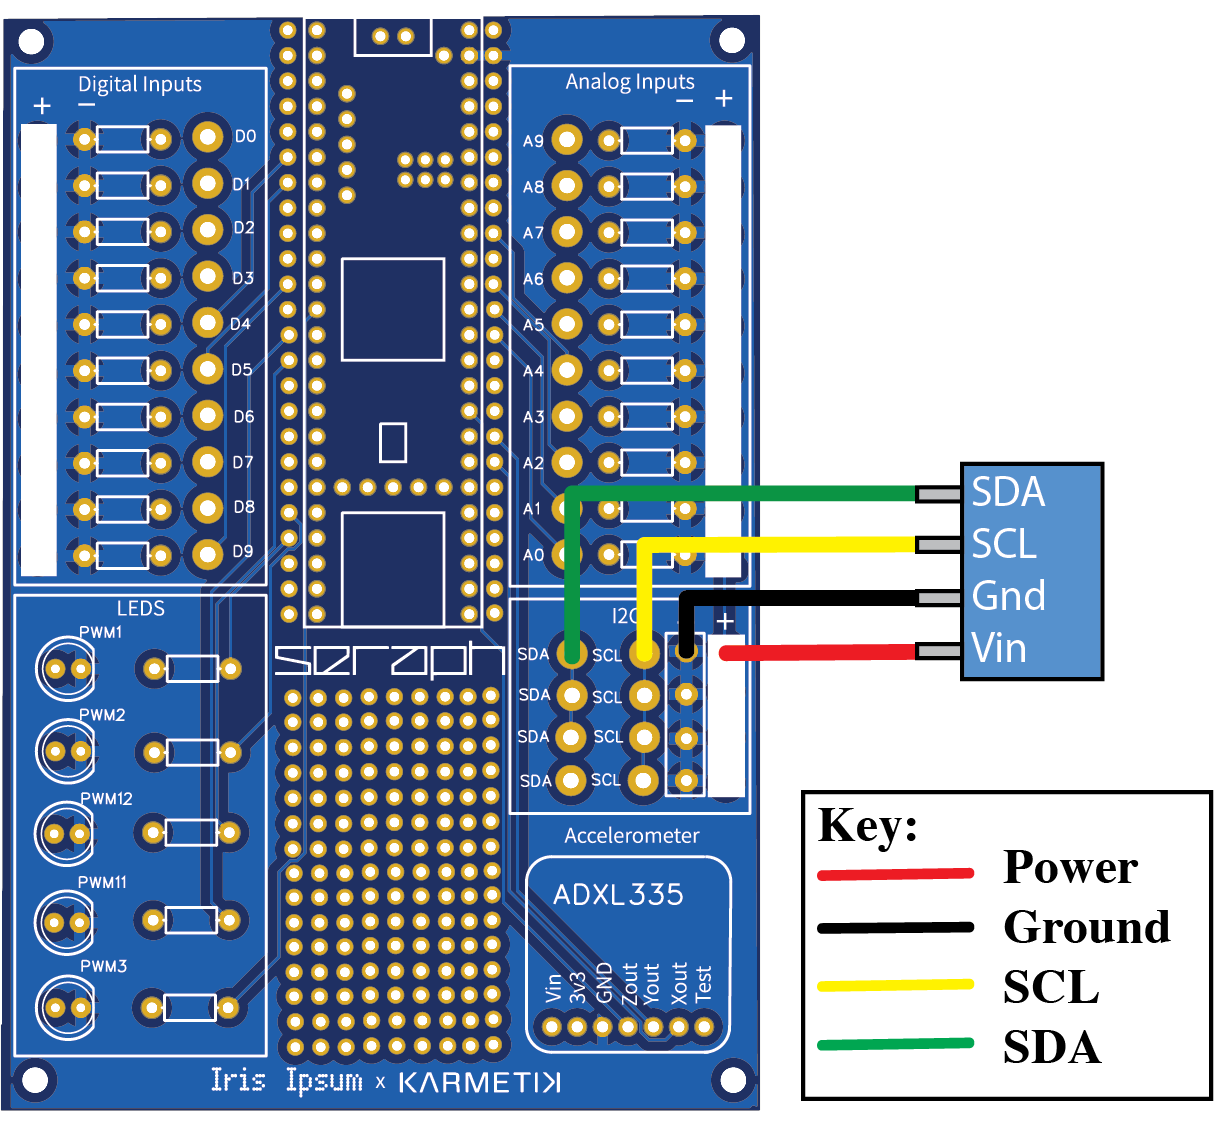 Digital Inputs
+ −
D0
D1
D2
D3
D4
D5
D6
D7
D8
D9
Analog Inputs
− +
A9
A8
A7
A6
A5
A4
A3
A2
A1
A0
SDA
SCL
Gnd
Vin
LEDS
PWM1
PWM2
PWM12
PWM11
PWM3
seraph
I2C
+
SDA SCL
SDA SCL
SDA SCL
SDA SCL
Accelerometer
ADXL335
Vin
3v3
GND
Zout
Yout
Xout
Test
Iris Ipsum x KARMETIK
Key:
Power
Ground
SCL
SDA